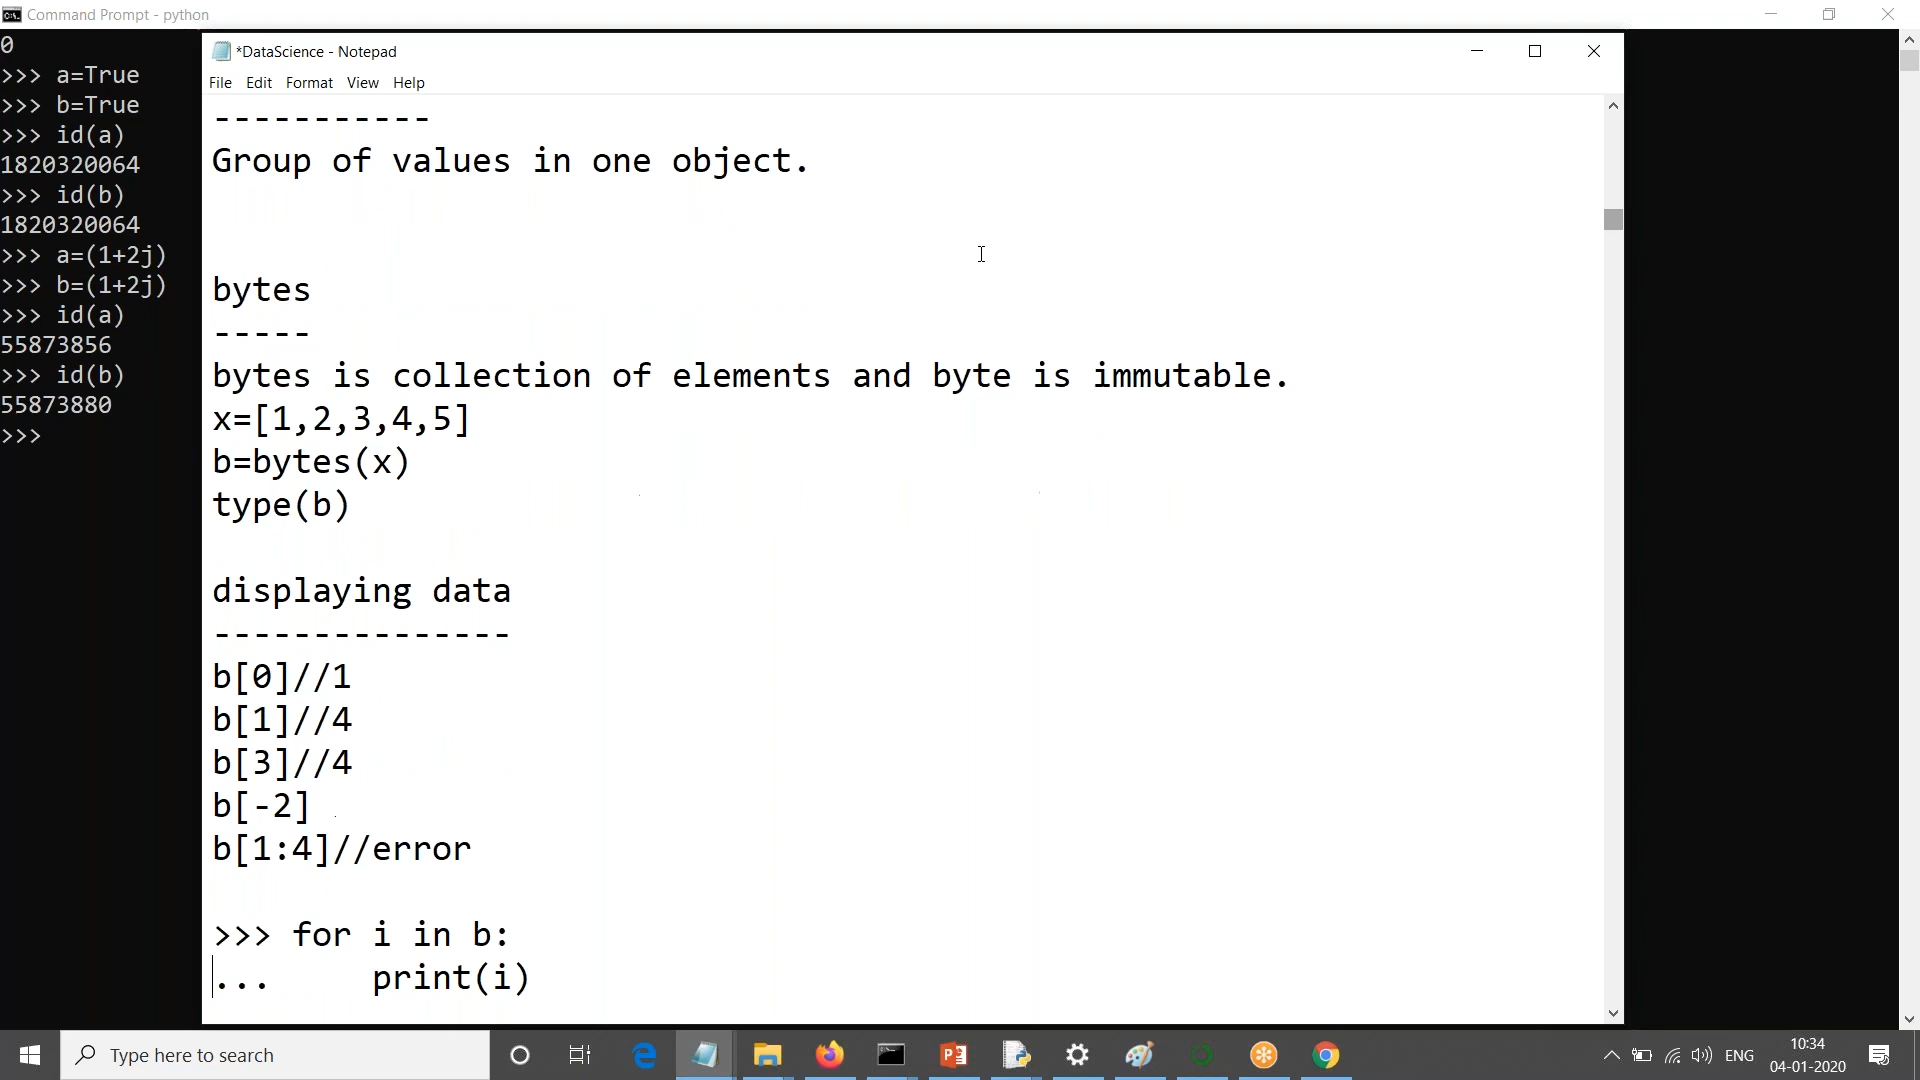 Command Prompt - python
0
>>> a=True
>>> b=True
>>> id(a)
1820320064
>>> id(b)
1820320064
>>> a=(1+2j)
>>> b=(1+2j)
>>> id(a)
55873856
>>> id(b)
55873880
>>>
*DataScience - Notepad
File Edit Format View Help
-----------
Group of values in one object.
bytes
-----
bytes is collection of elements and byte is immutable.
x=[1,2,3,4,5]
b=bytes(x)
type(b)
displaying data
---------------
b[0]//1
b[1]//4
b[3]//4
b[-2]
b[1:4]//error
>>> for i in b:
...     print(i)
Type here to search
ENG
10:34
04-01-2020